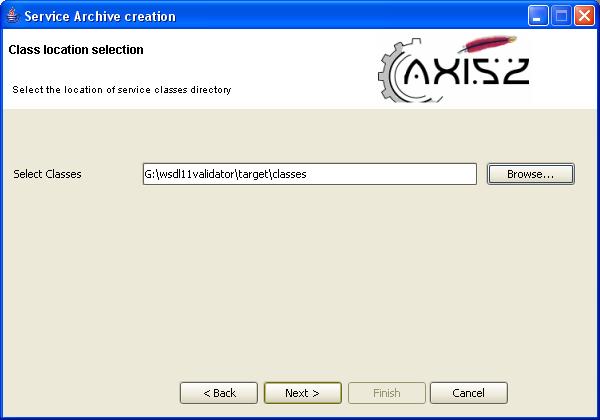 Service Archive creation
Class location selection
AXIS2
Select the location of service classes directory
Select Classes
G:\wsdl11validator\target\classes
Browse...
< Back
Next >
Finish
Cancel